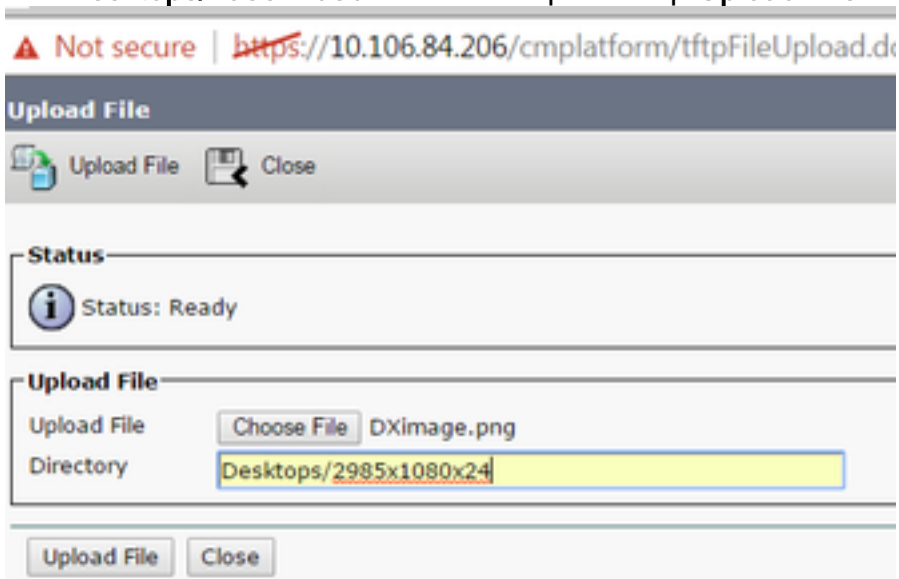 Not secure | https://10.106.84.206/cmplatform/tftpFileUpload.do
Upload File
Upload File Close
Status
Status: Ready
Upload File
Upload File Choose File DXimage.png
Directory Desktops/2985x1080x24
Upload File Close